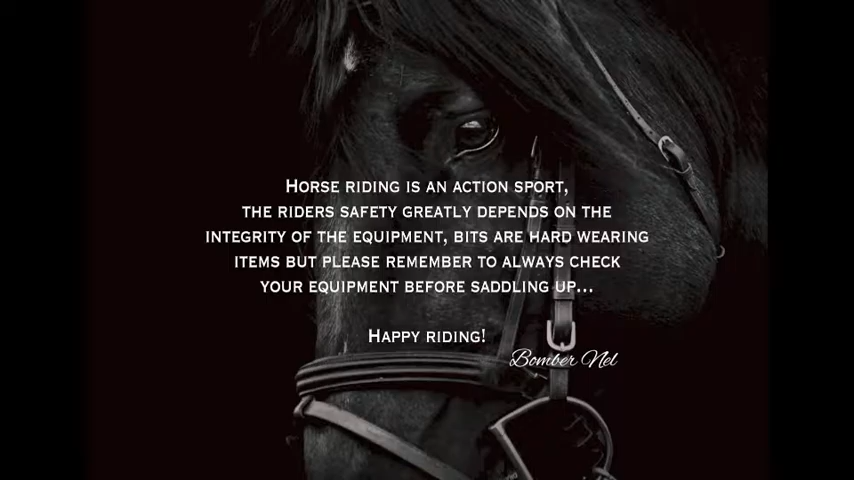 Horse riding is an action sport,
the riders safety greatly depends on the
integrity of the equipment, bits are hard wearing
items but please remember to always check
your equipment before saddling up...
Happy riding!
Bomber Nel